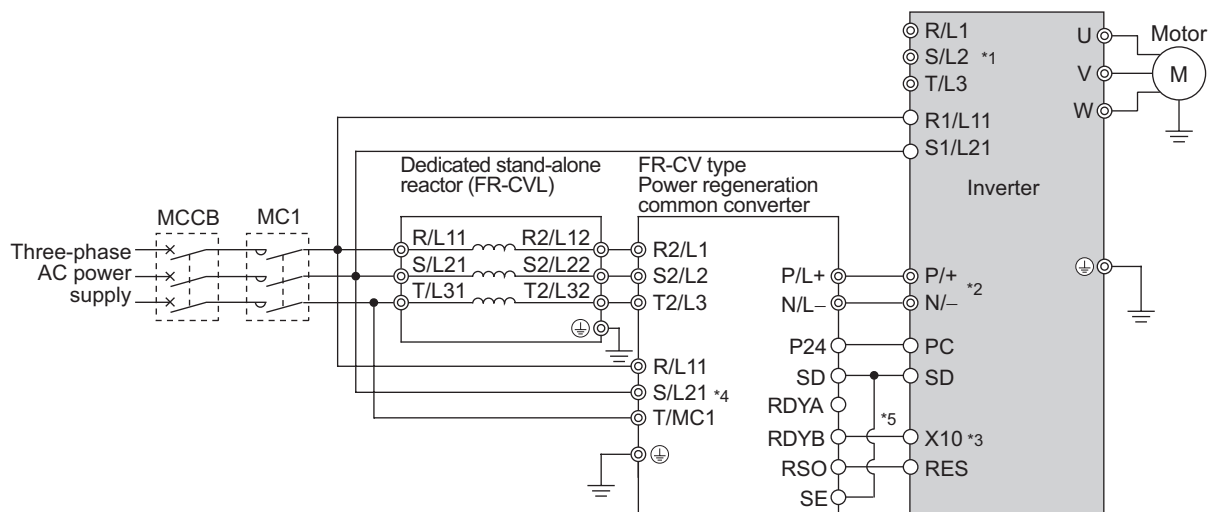 R/L1
S/L2 *1
T/L3
U
V
W
Motor
M
R1/L11
S1/L21
Inverter
Dedicated stand-alone
reactor (FR-CVL)
FR-CV type
Power regeneration
common converter
MCCB
MC1
Three-phase
AC power
supply
R/L11
R2/L12
S/L21
S2/L22
T/L31
T2/L32
R2/L1
S2/L2
T2/L3
P/L+
N/L−
P/+
N/−
*2
P24
PC
SD
SD
RDYA
*5
RDYB
X10 *3
RSO
RES
SE
R/L11
S/L21 *4
T/MC1